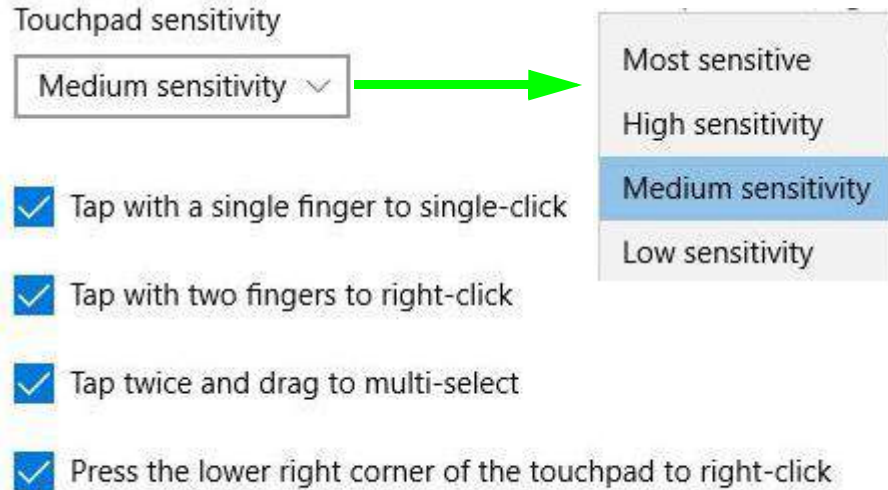 Touchpad sensitivity
Medium sensitivity
Most sensitive
High sensitivity
Medium sensitivity
Low sensitivity
Tap with a single finger to single-click
Tap with two fingers to right-click
Tap twice and drag to multi-select
Press the lower right corner of the touchpad to right-click